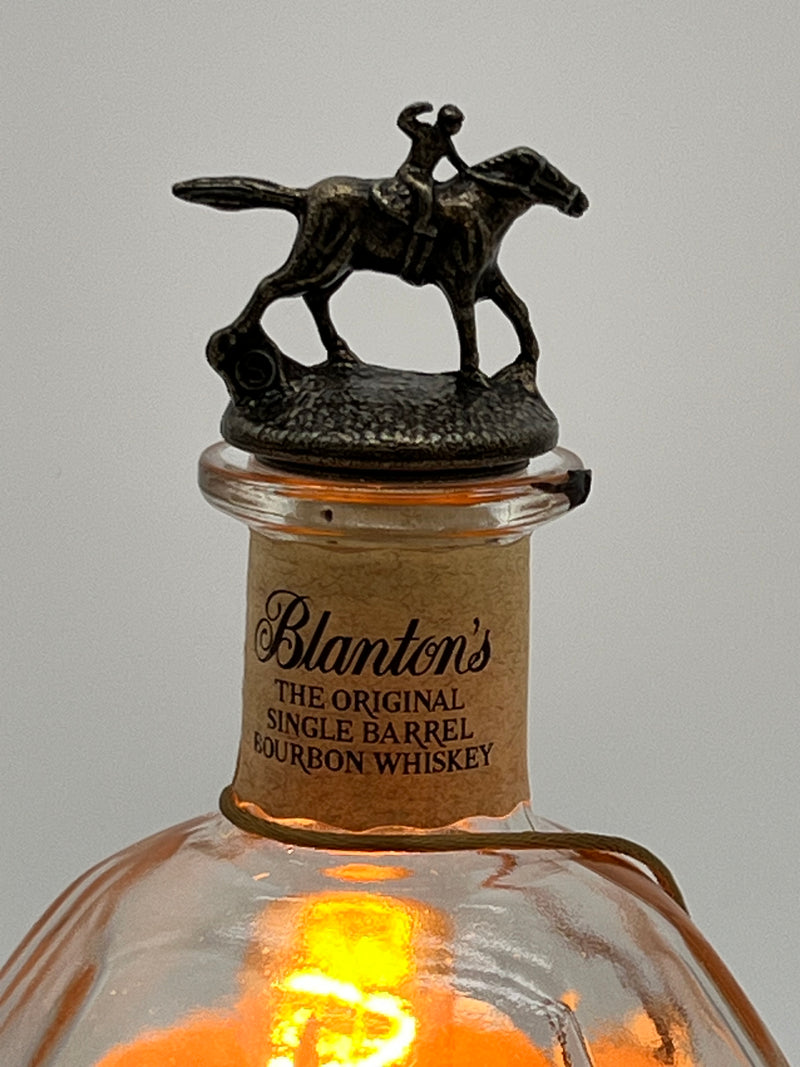 S
Blanton's
THE ORIGINAL
SINGLE BARREL
BOURBON WHISKEY